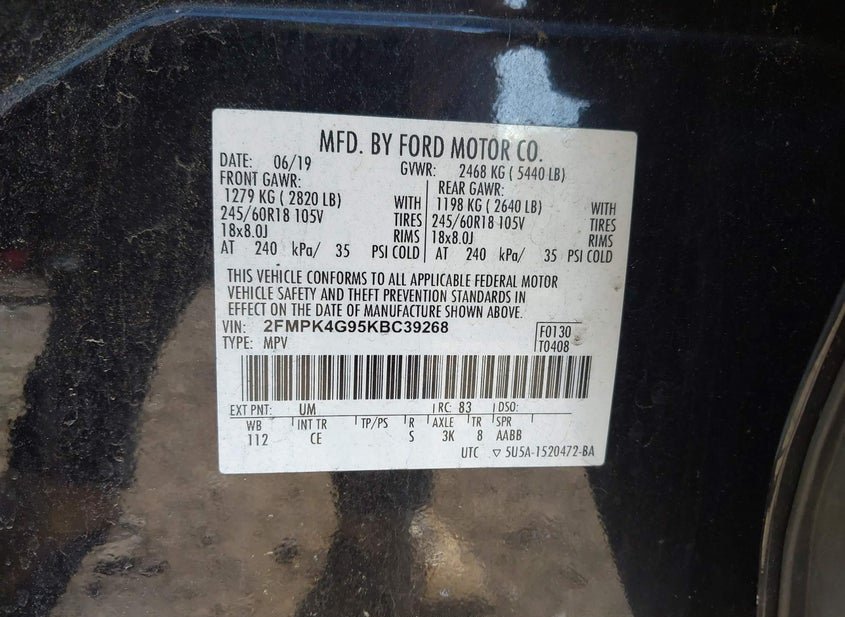 MFD. BY FORD MOTOR CO.
DATE: 06/19 GVWR: 2468 KG ( 5440 LB)
FRONT GAWR: REAR GAWR:
1279 KG ( 2820 LB) WITH 1198 KG ( 2640 LB) WITH
245/60R18 105V TIRES 245/60R18 105V TIRES
18x8.0J RIMS 18x8.0J RIMS
AT 240 kPa/ 35 PSI COLD AT 240 kPa/ 35 PSI COLD
THIS VEHICLE CONFORMS TO ALL APPLICABLE FEDERAL MOTOR
VEHICLE SAFETY AND THEFT PREVENTION STANDARDS IN
EFFECT ON THE DATE OF MANUFACTURE SHOWN ABOVE.
VIN: 2FMPK4G95KBC39268 F0130
TYPE: MPV T0408
EXT PNT: UM RC: 83 DSO:
WB INT TR TP/PS R AXLE TR SPR
112 CE S 3K 8 AABB
UTC ▽ 5U5A-1520472-BA